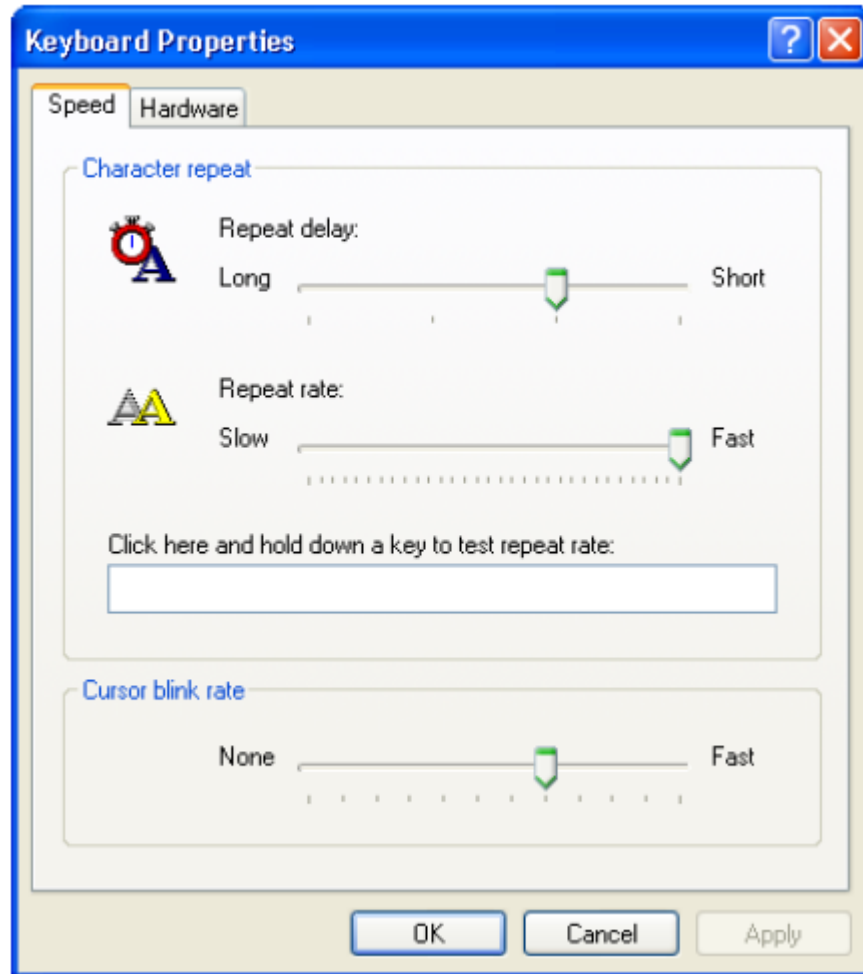 Keyboard Properties
Speed Hardware
Character repeat
Repeat delay:
Long Short
Repeat rate:
Slow Fast
Click here and hold down a key to test repeat rate:
Cursor blink rate
None Fast
OK Cancel Apply